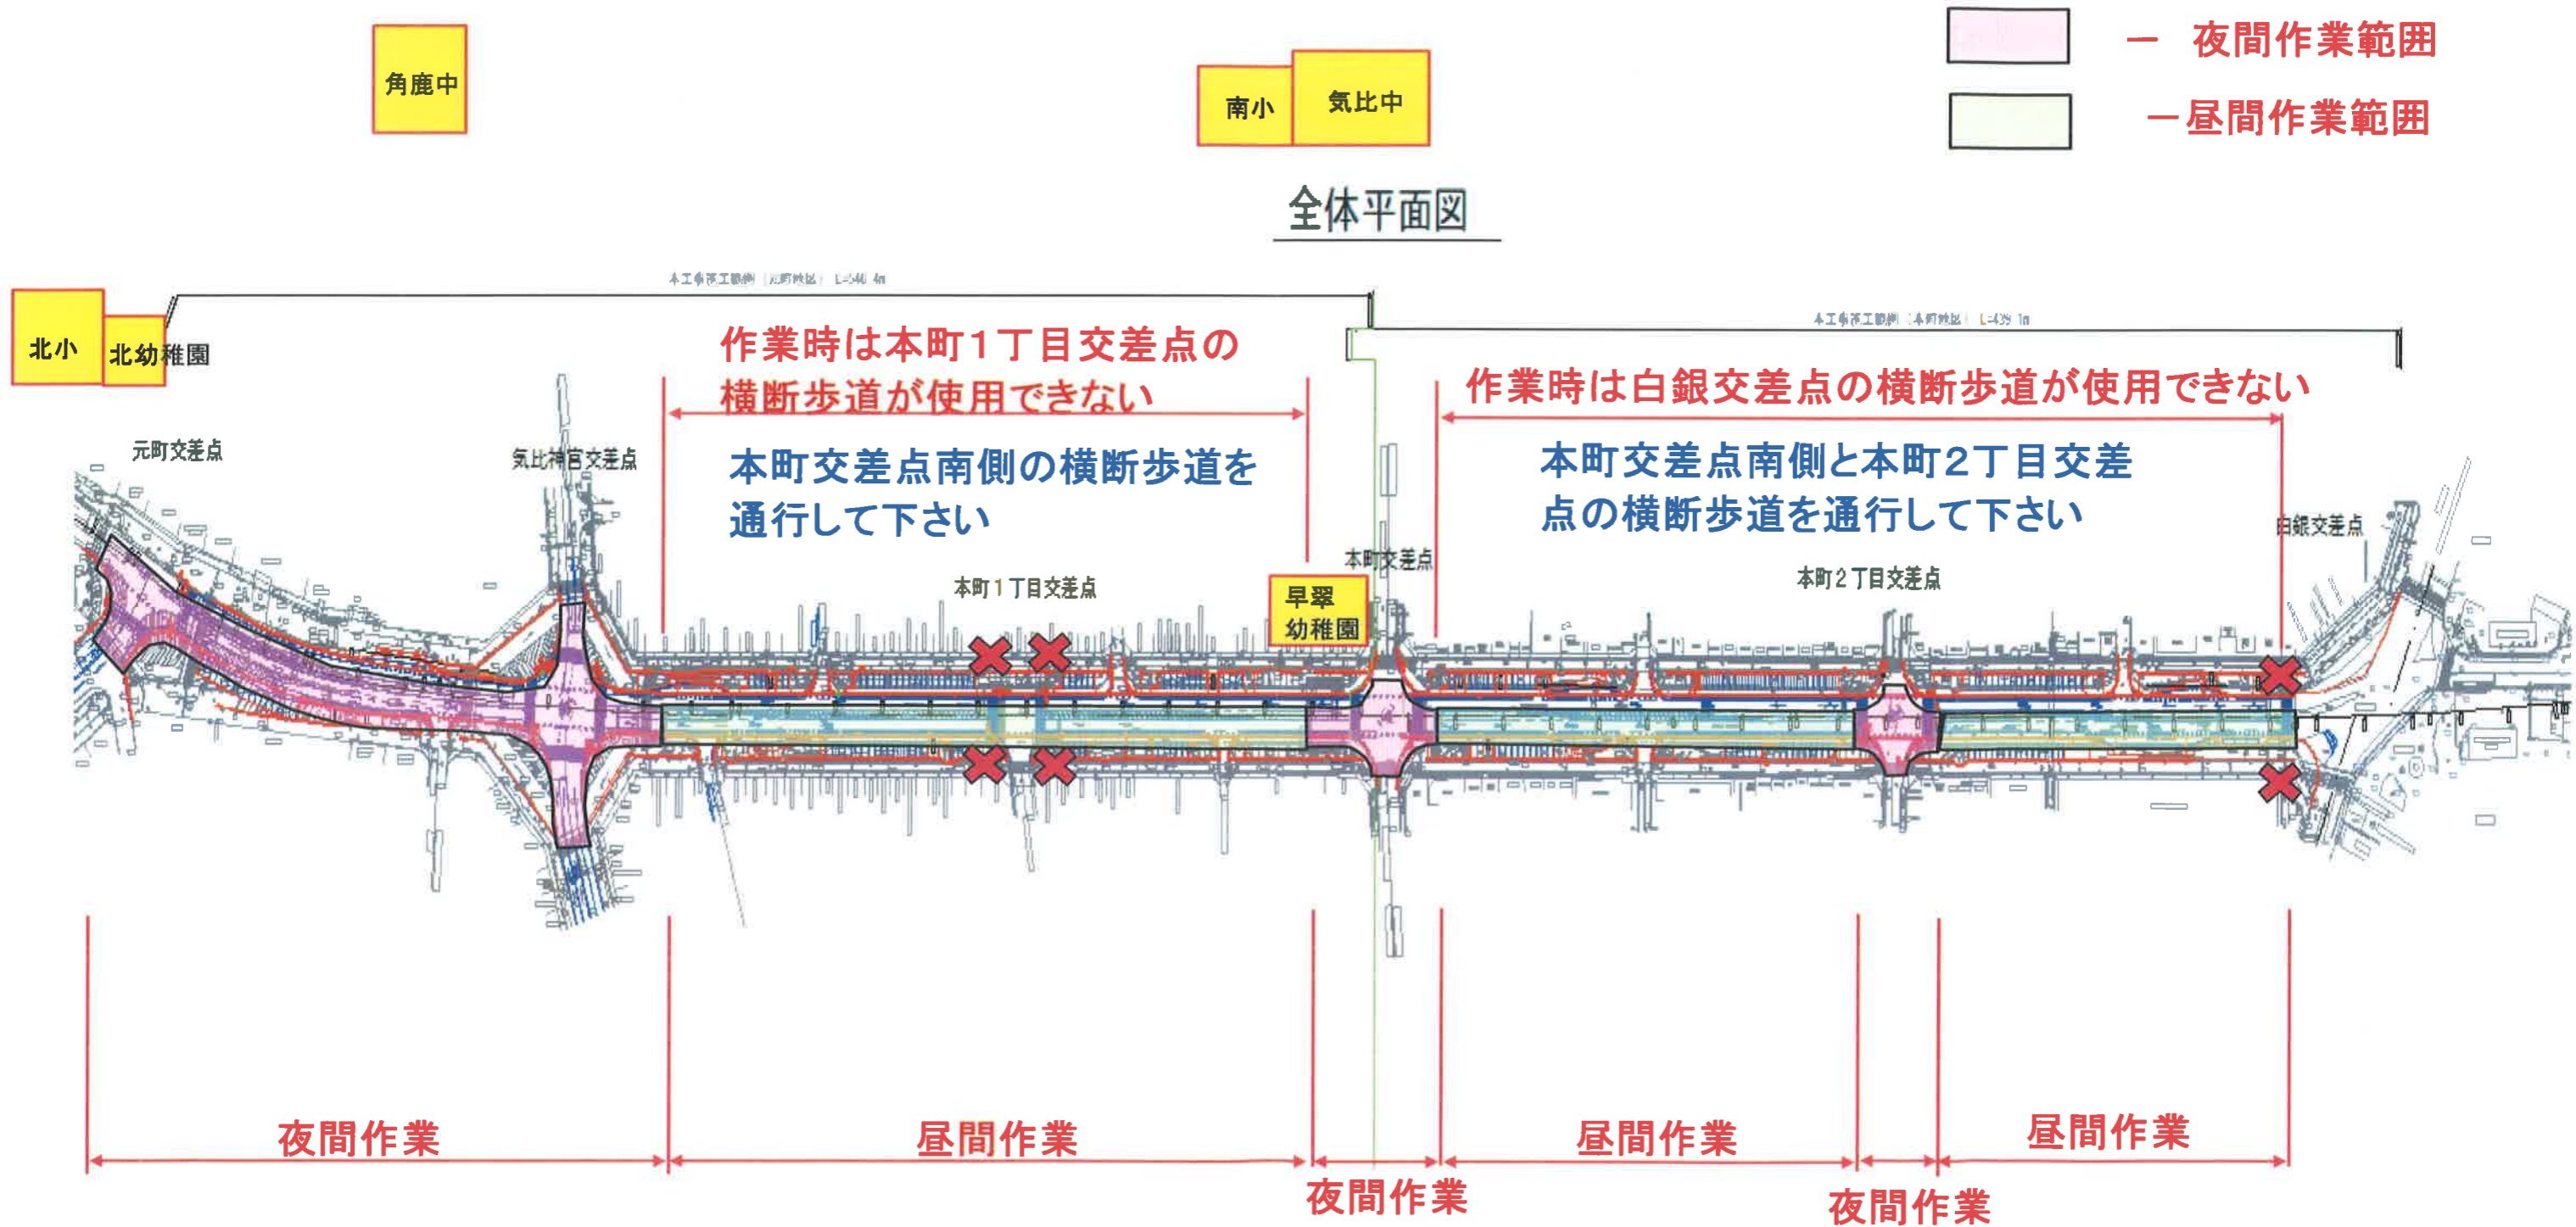 角鹿中
南小
気比中
－ 夜間作業範囲
－昼間作業範囲
全体平面図
L=439.1m
北小
北幼稚園
作業時は本町1丁目交差点の
横断歩道が使用できない
作業時は白銀交差点の横断歩道が使用できない
元町交差点
気比神宮交差点
本町交差点南側の横断歩道を
通行して下さい
本町交差点南側と本町2丁目交差
点の横断歩道を通行して下さい
白銀交差点
本町交差点
本町1丁目交差点
本町2丁目交差点
早翠
幼稚園
夜間作業
昼間作業
夜間作業
昼間作業
夜間作業
昼間作業